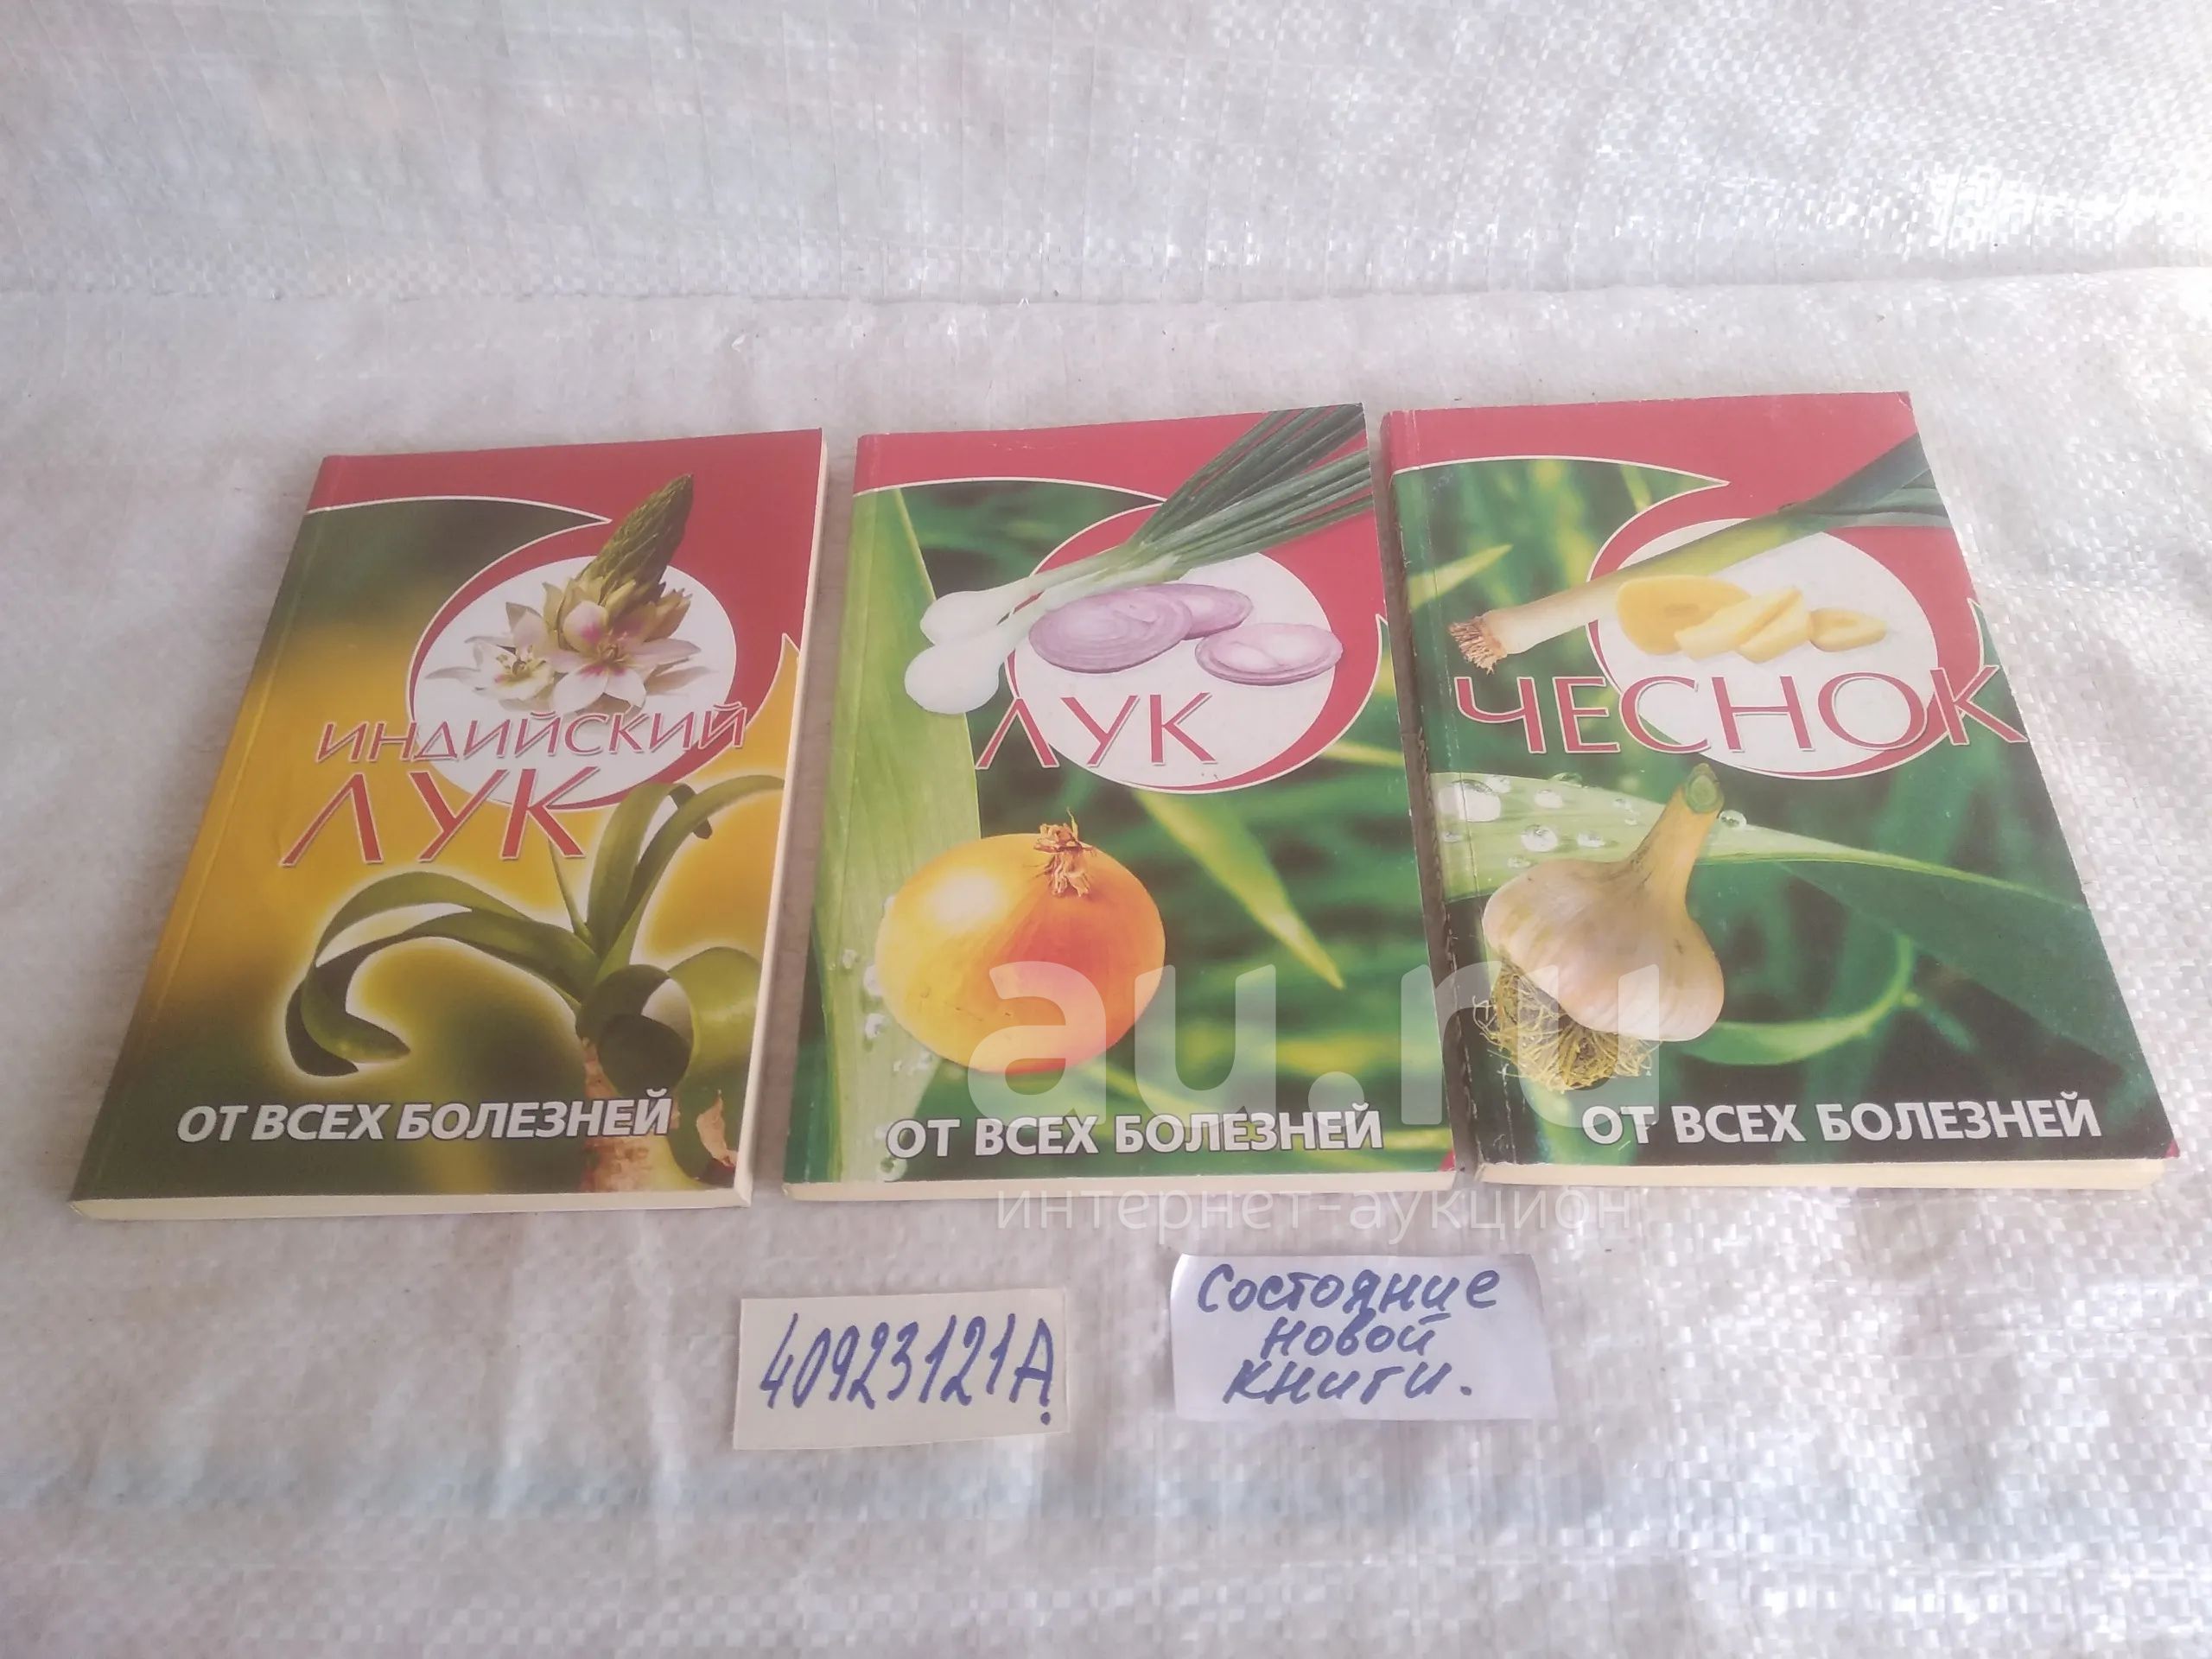 ИНДИЙСКИЙ
ЛУК
ОТ ВСЕХ БОЛЕЗНЕЙ
ЛУК
ОТ ВСЕХ БОЛЕЗНЕЙ
ЧЕСНОК
ОТ ВСЕХ БОЛЕЗНЕЙ
au.ru
интернет-аукцион
40923121А
Состояние
новой
книги.